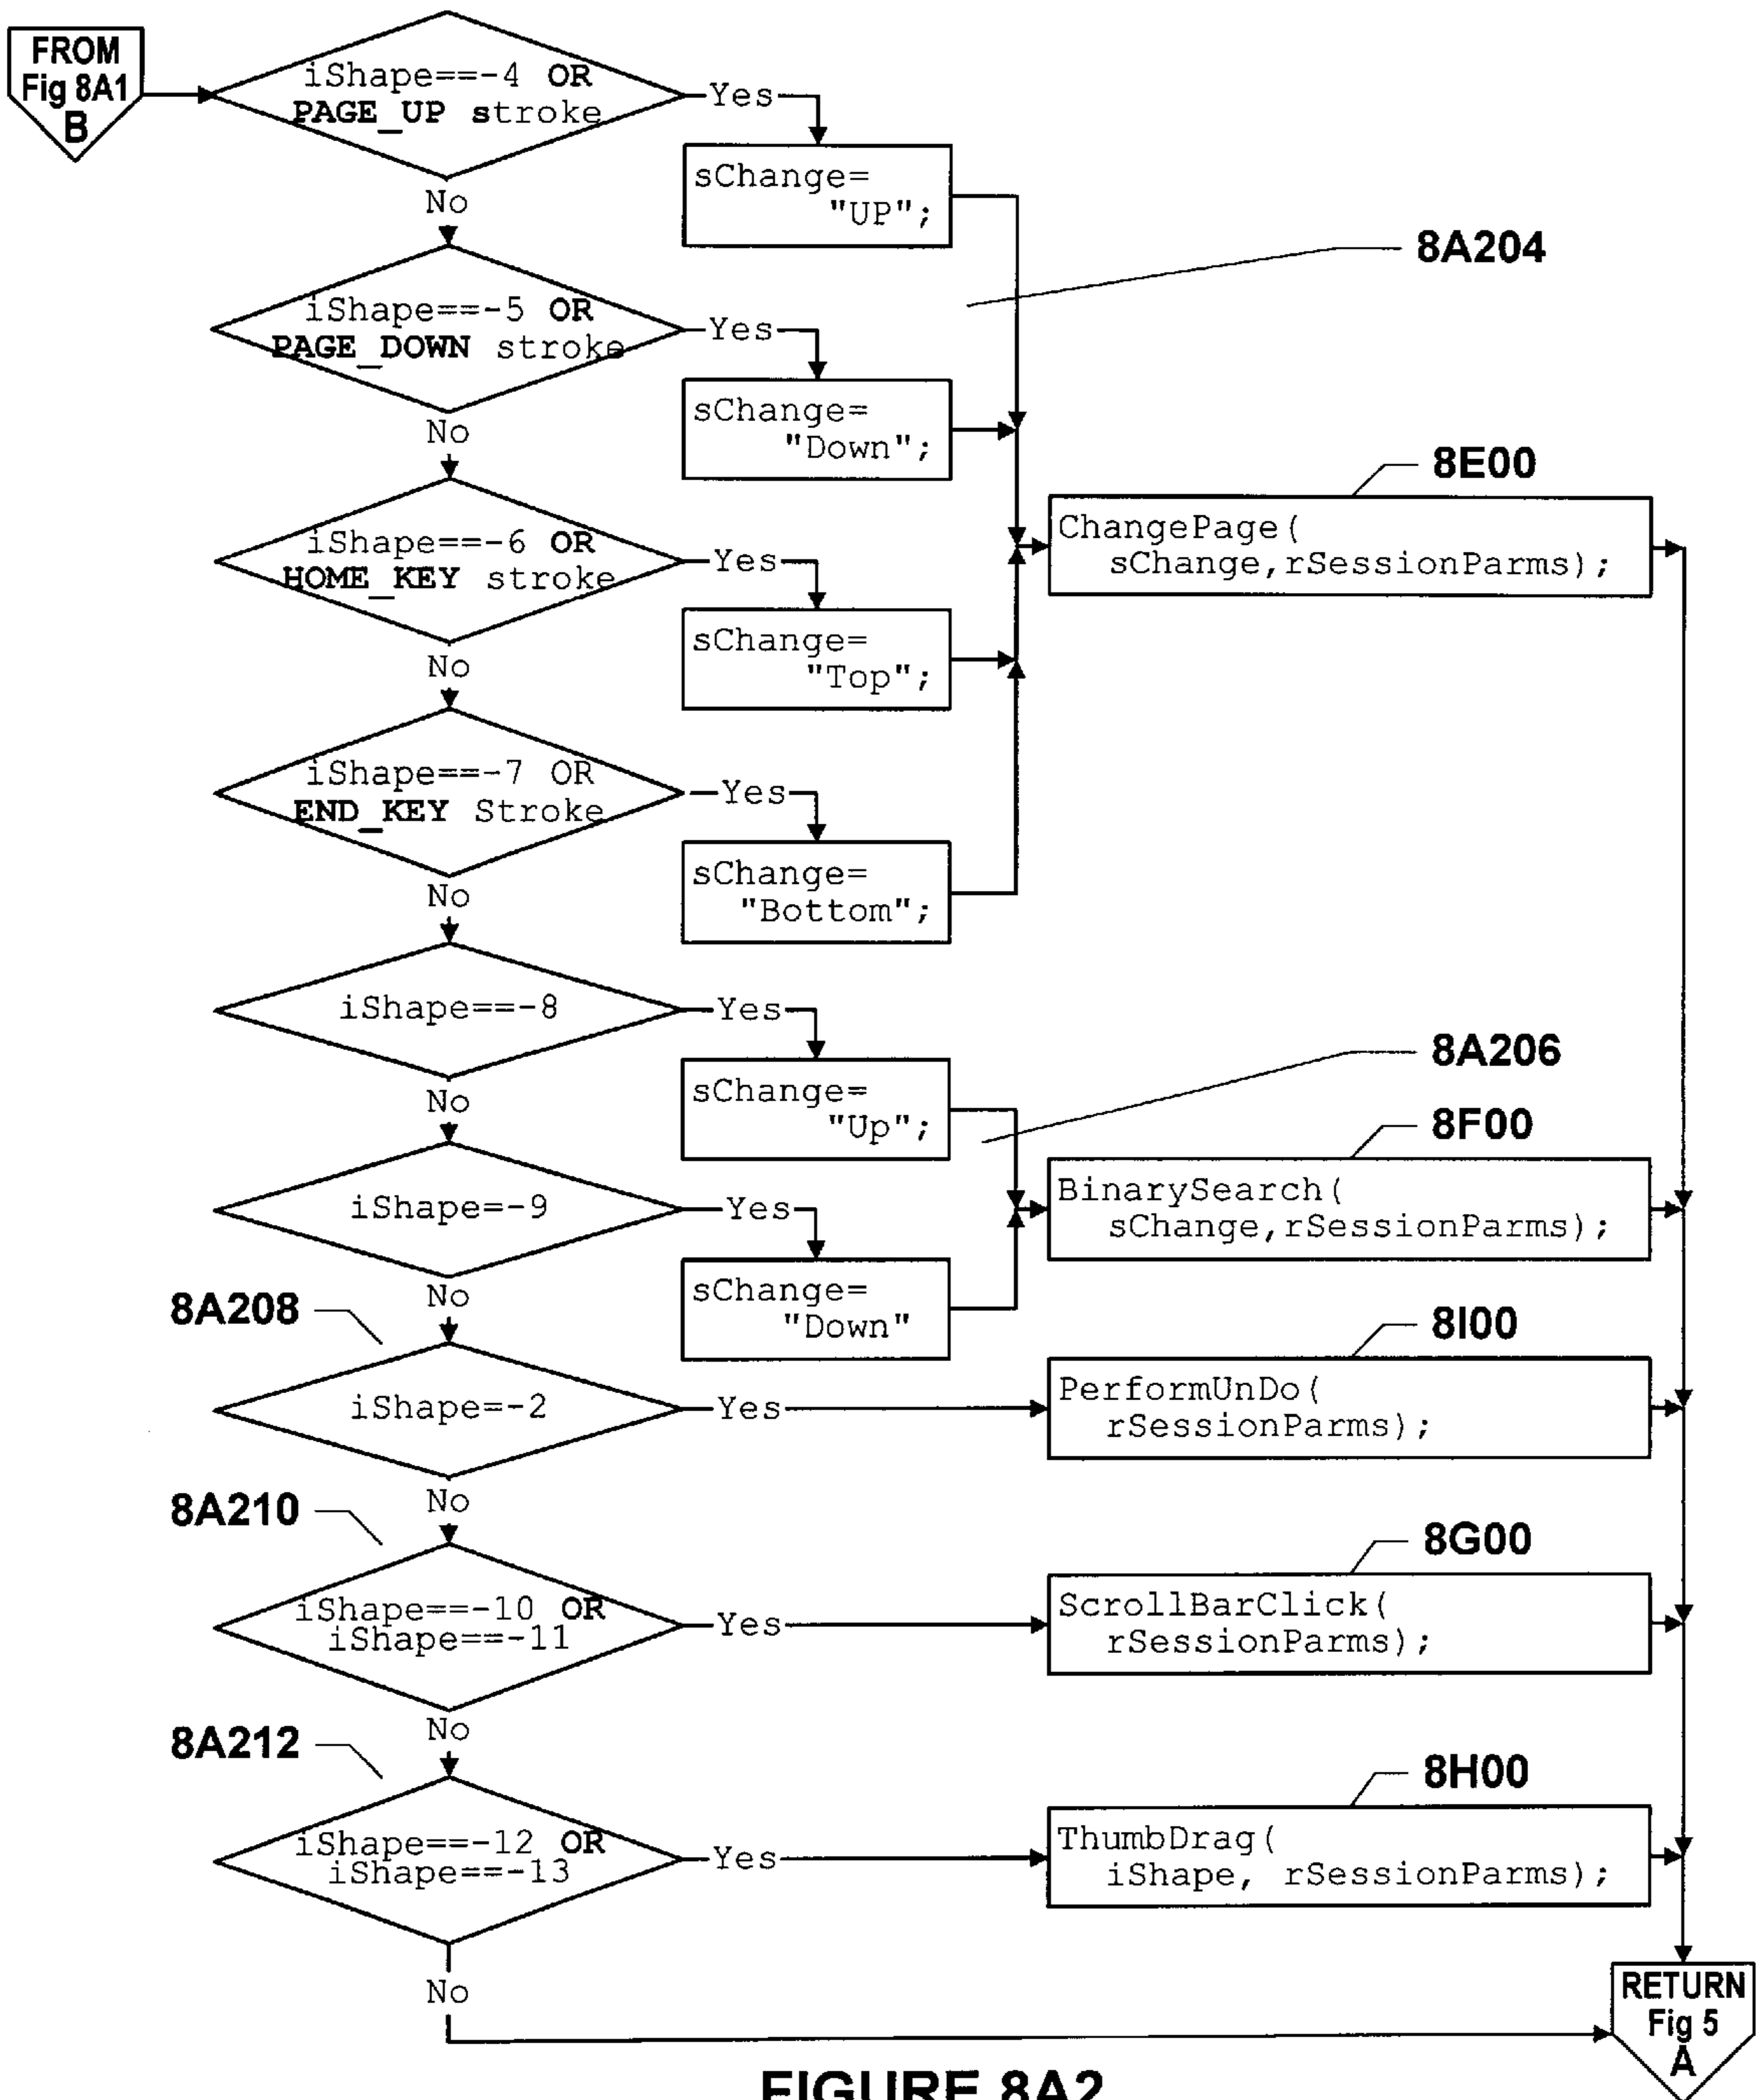 FROM
Fig 8A1
B
iShape==-4 OR
PAGE_UP stroke
Yes
sChange=
"UP";
No
8A204
iShape==-5 OR
PAGE_DOWN stroke
Yes
sChange=
"Down";
No
8E00
ChangePage(
sChange,rSessionParms);
iShape==-6 OR
HOME_KEY stroke
Yes
sChange=
"Top";
No
iShape==-7 OR
END_KEY Stroke
Yes
sChange=
"Bottom";
No
iShape==-8
Yes
sChange=
"Up";
No
8A206
8F00
BinarySearch(
sChange,rSessionParms);
iShape=-9
Yes
sChange=
"Down"
No
8A208
iShape=-2
Yes
8I00
PerformUnDo(
rSessionParms);
No
8A210
iShape==-10 OR
iShape==-11
Yes
8G00
ScrollBarClick(
rSessionParms);
No
8A212
iShape==-12 OR
iShape==-13
Yes
8H00
ThumbDrag(
iShape, rSessionParms);
No
RETURN
Fig 5
A
FIGURE 8A2